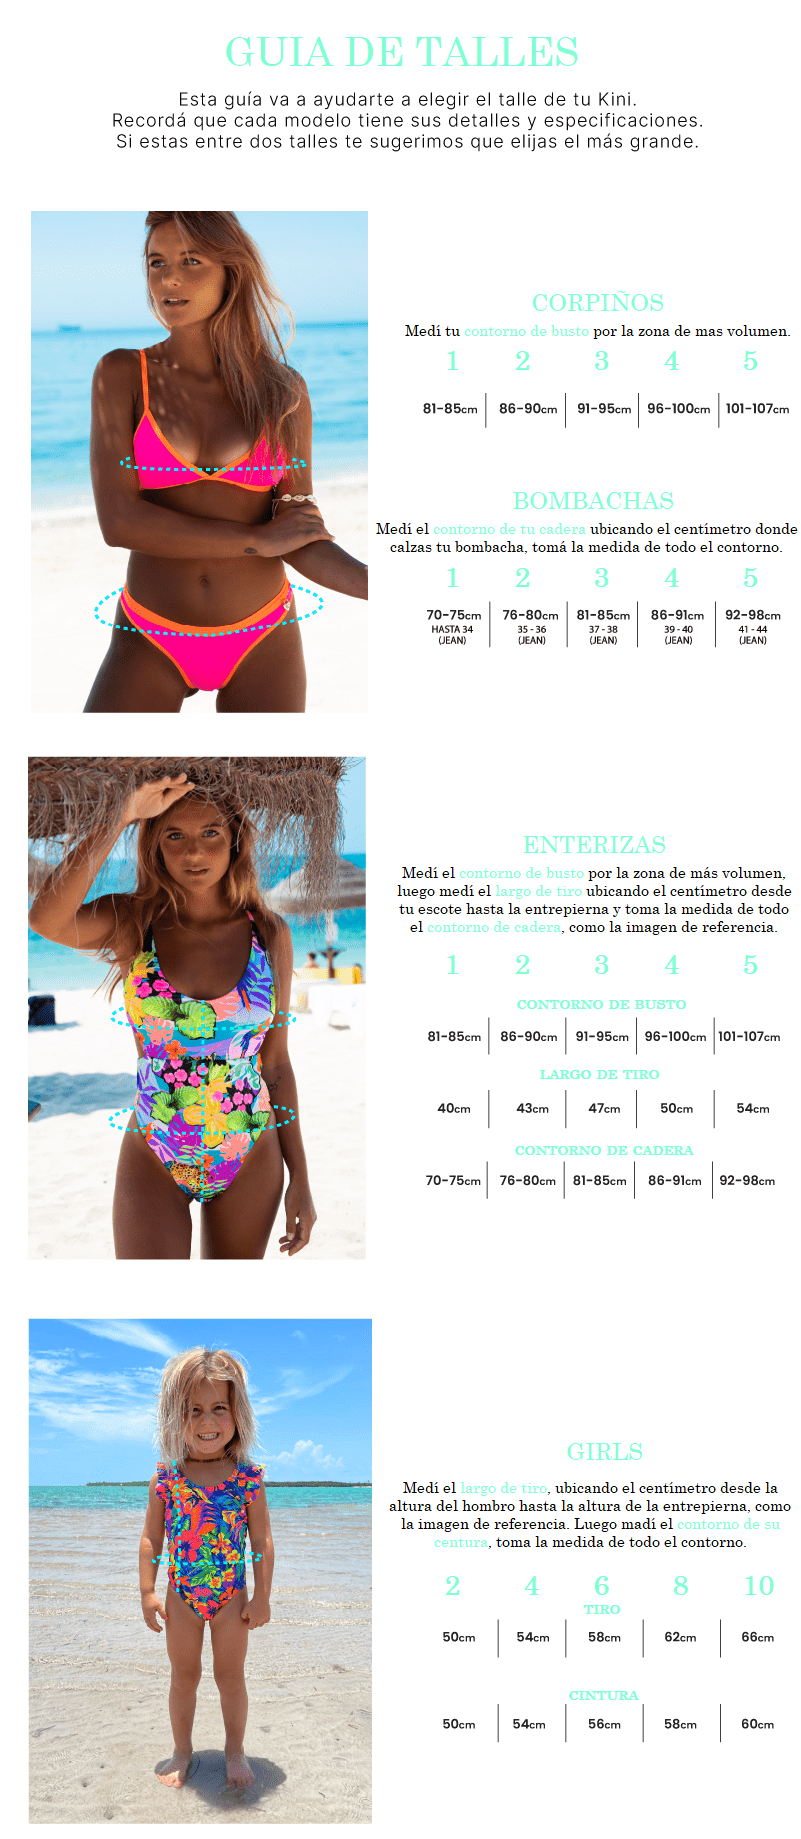 GUIA DE TALLES
Esta guía va a ayudarte a elegir el talle de tu Kini.
Recordá que cada modelo tiene sus detalles y especificaciones.
Si estas entre dos talles te sugerimos que elijas el más grande.
CORPIÑOS
Medí tu contorno de busto por la zona de mas volumen.
1 2 3 4 5
81-85cm 86-90cm 91-95cm 96-100cm 101-107cm
BOMBACHAS
Medí el contorno de tu cadera ubicando el centímetro donde
calzas tu bombacha, tomá la medida de todo el contorno.
1 2 3 4 5
70-75cm 76-80cm 81-85cm 86-91cm 92-98cm
HASTA 34 35 - 36 37 - 38 39 - 40 41 - 44
(JEAN) (JEAN) (JEAN) (JEAN) (JEAN)
ENTERIZAS
Medí el contorno de busto por la zona de más volumen,
luego medí el largo de tiro ubicando el centímetro desde
tu escote hasta la entrepierna y toma la medida de todo
el contorno de cadera, como la imagen de referencia.
1 2 3 4 5
CONTORNO DE BUSTO
81-85cm 86-90cm 91-95cm 96-100cm 101-107cm
LARGO DE TIRO
40cm 43cm 47cm 50cm 54cm
CONTORNO DE CADERA
70-75cm 76-80cm 81-85cm 86-91cm 92-98cm
GIRLS
Medí el largo de tiro, ubicando el centímetro desde la
altura del hombro hasta la altura de la entrepierna, como
la imagen de referencia. Luego madí el contorno de su
centura, toma la medida de todo el contorno.
2 4 6 8 10
TIRO
50cm 54cm 58cm 62cm 66cm
CINTURA
50cm 54cm 56cm 58cm 60cm